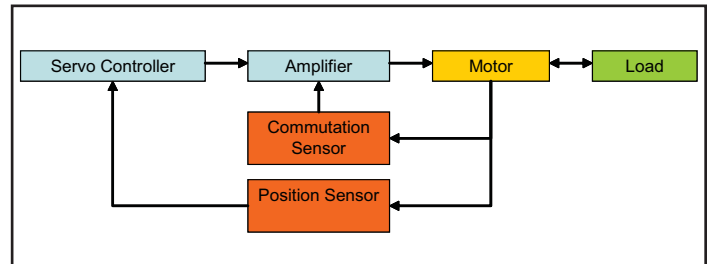 Servo Controller
Amplifier
Motor
Load
Commutation
Sensor
Position Sensor